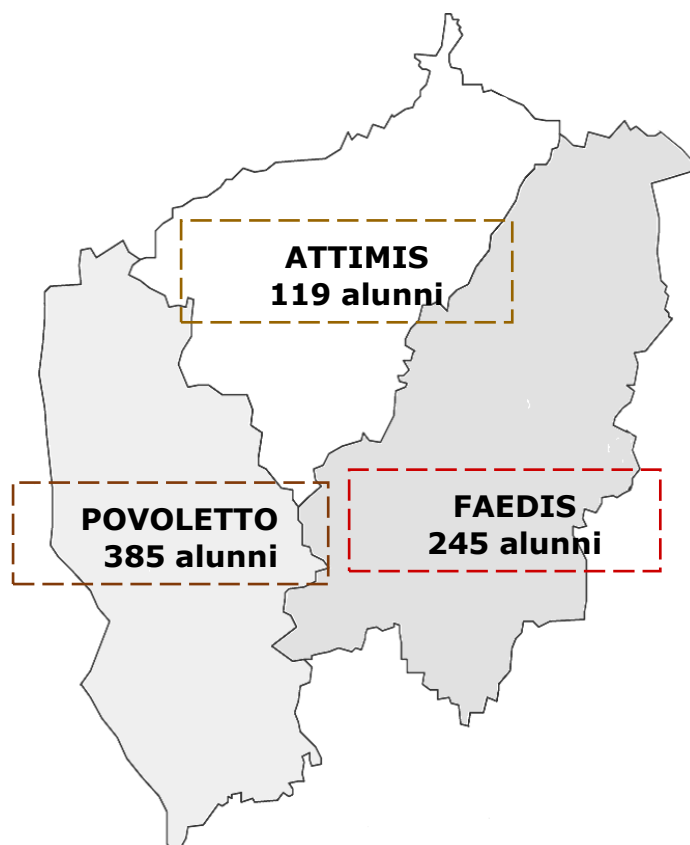 ATTIMIS
119 alunni
POVOLETTO
385 alunni
FAEDIS
245 alunni